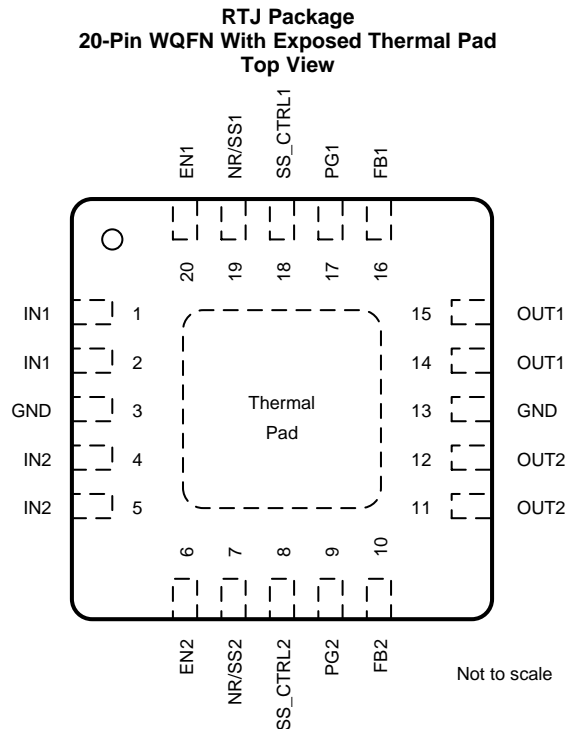 RTJ Package
20-Pin WQFN With Exposed Thermal Pad
Top View
EN1
NR/SS1
SS_CTRL1
PG1
FB1
20
19
18
17
16
IN1
1
15
OUT1
IN1
2
14
OUT1
GND
3
Thermal
Pad
13
GND
IN2
4
12
OUT2
IN2
5
11
OUT2
6
7
8
9
10
EN2
NR/SS2
SS_CTRL2
PG2
FB2
Not to scale